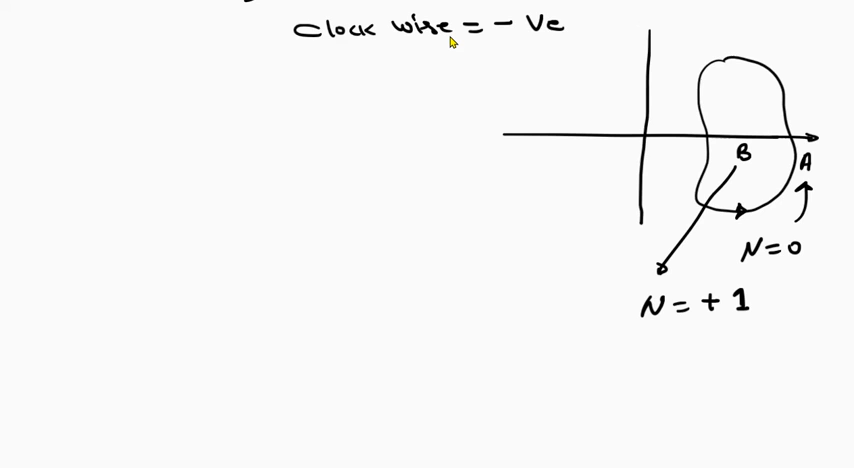 Clock wise = - Ve
B
A
N = 0
N = + 1